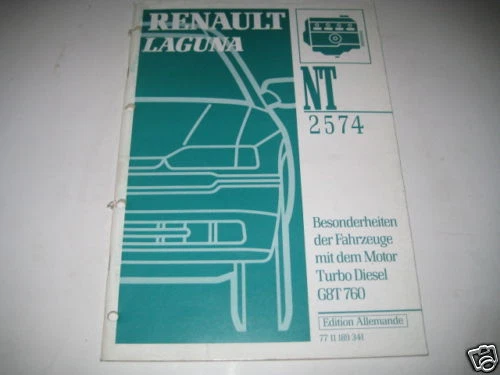 RENAULT
LAGUNA
NT
2574
Besonderheiten
der Fahrzeuge
mit dem Motor
Turbo Diesel
G8T 760
Edition Allemande
77 11 189 341